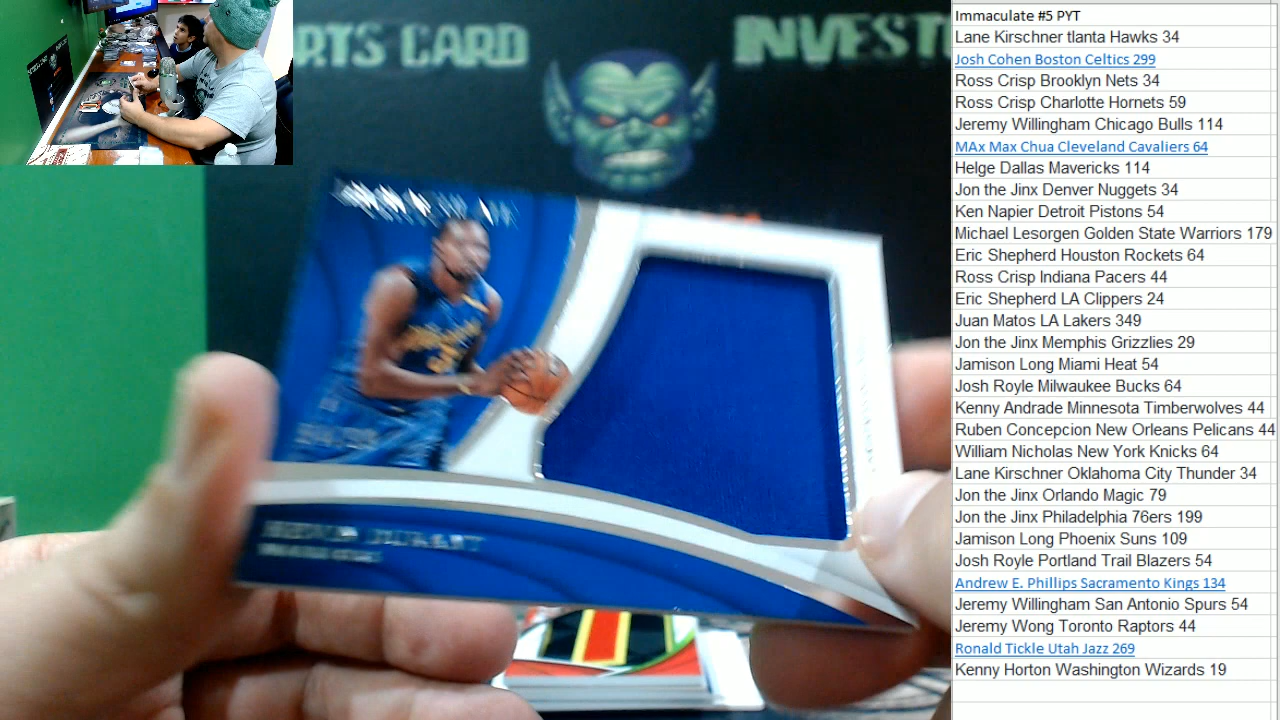 RTS CARD INVEST
Immaculate #5 PYT
Lane Kirschner tlanta Hawks 34
Josh Cohen Boston Celtics 299
Ross Crisp Brooklyn Nets 34
Ross Crisp Charlotte Hornets 59
Jeremy Willingham Chicago Bulls 114
MAx Max Chua Cleveland Cavaliers 64
Helge Dallas Mavericks 114
Jon the Jinx Denver Nuggets 34
Ken Napier Detroit Pistons 54
Michael Lesorgen Golden State Warriors 179
Eric Shepherd Houston Rockets 64
Ross Crisp Indiana Pacers 44
Eric Shepherd LA Clippers 24
Juan Matos LA Lakers 349
Jon the Jinx Memphis Grizzlies 29
Jamison Long Miami Heat 54
Josh Royle Milwaukee Bucks 64
Kenny Andrade Minnesota Timberwolves 44
Ruben Concepcion New Orleans Pelicans 44
William Nicholas New York Knicks 64
Lane Kirschner Oklahoma City Thunder 34
Jon the Jinx Orlando Magic 79
Jon the Jinx Philadelphia 76ers 199
Jamison Long Phoenix Suns 109
Josh Royle Portland Trail Blazers 54
Andrew E. Phillips Sacramento Kings 134
Jeremy Willingham San Antonio Spurs 54
Jeremy Wong Toronto Raptors 44
Ronald Tickle Utah Jazz 269
Kenny Horton Washington Wizards 19